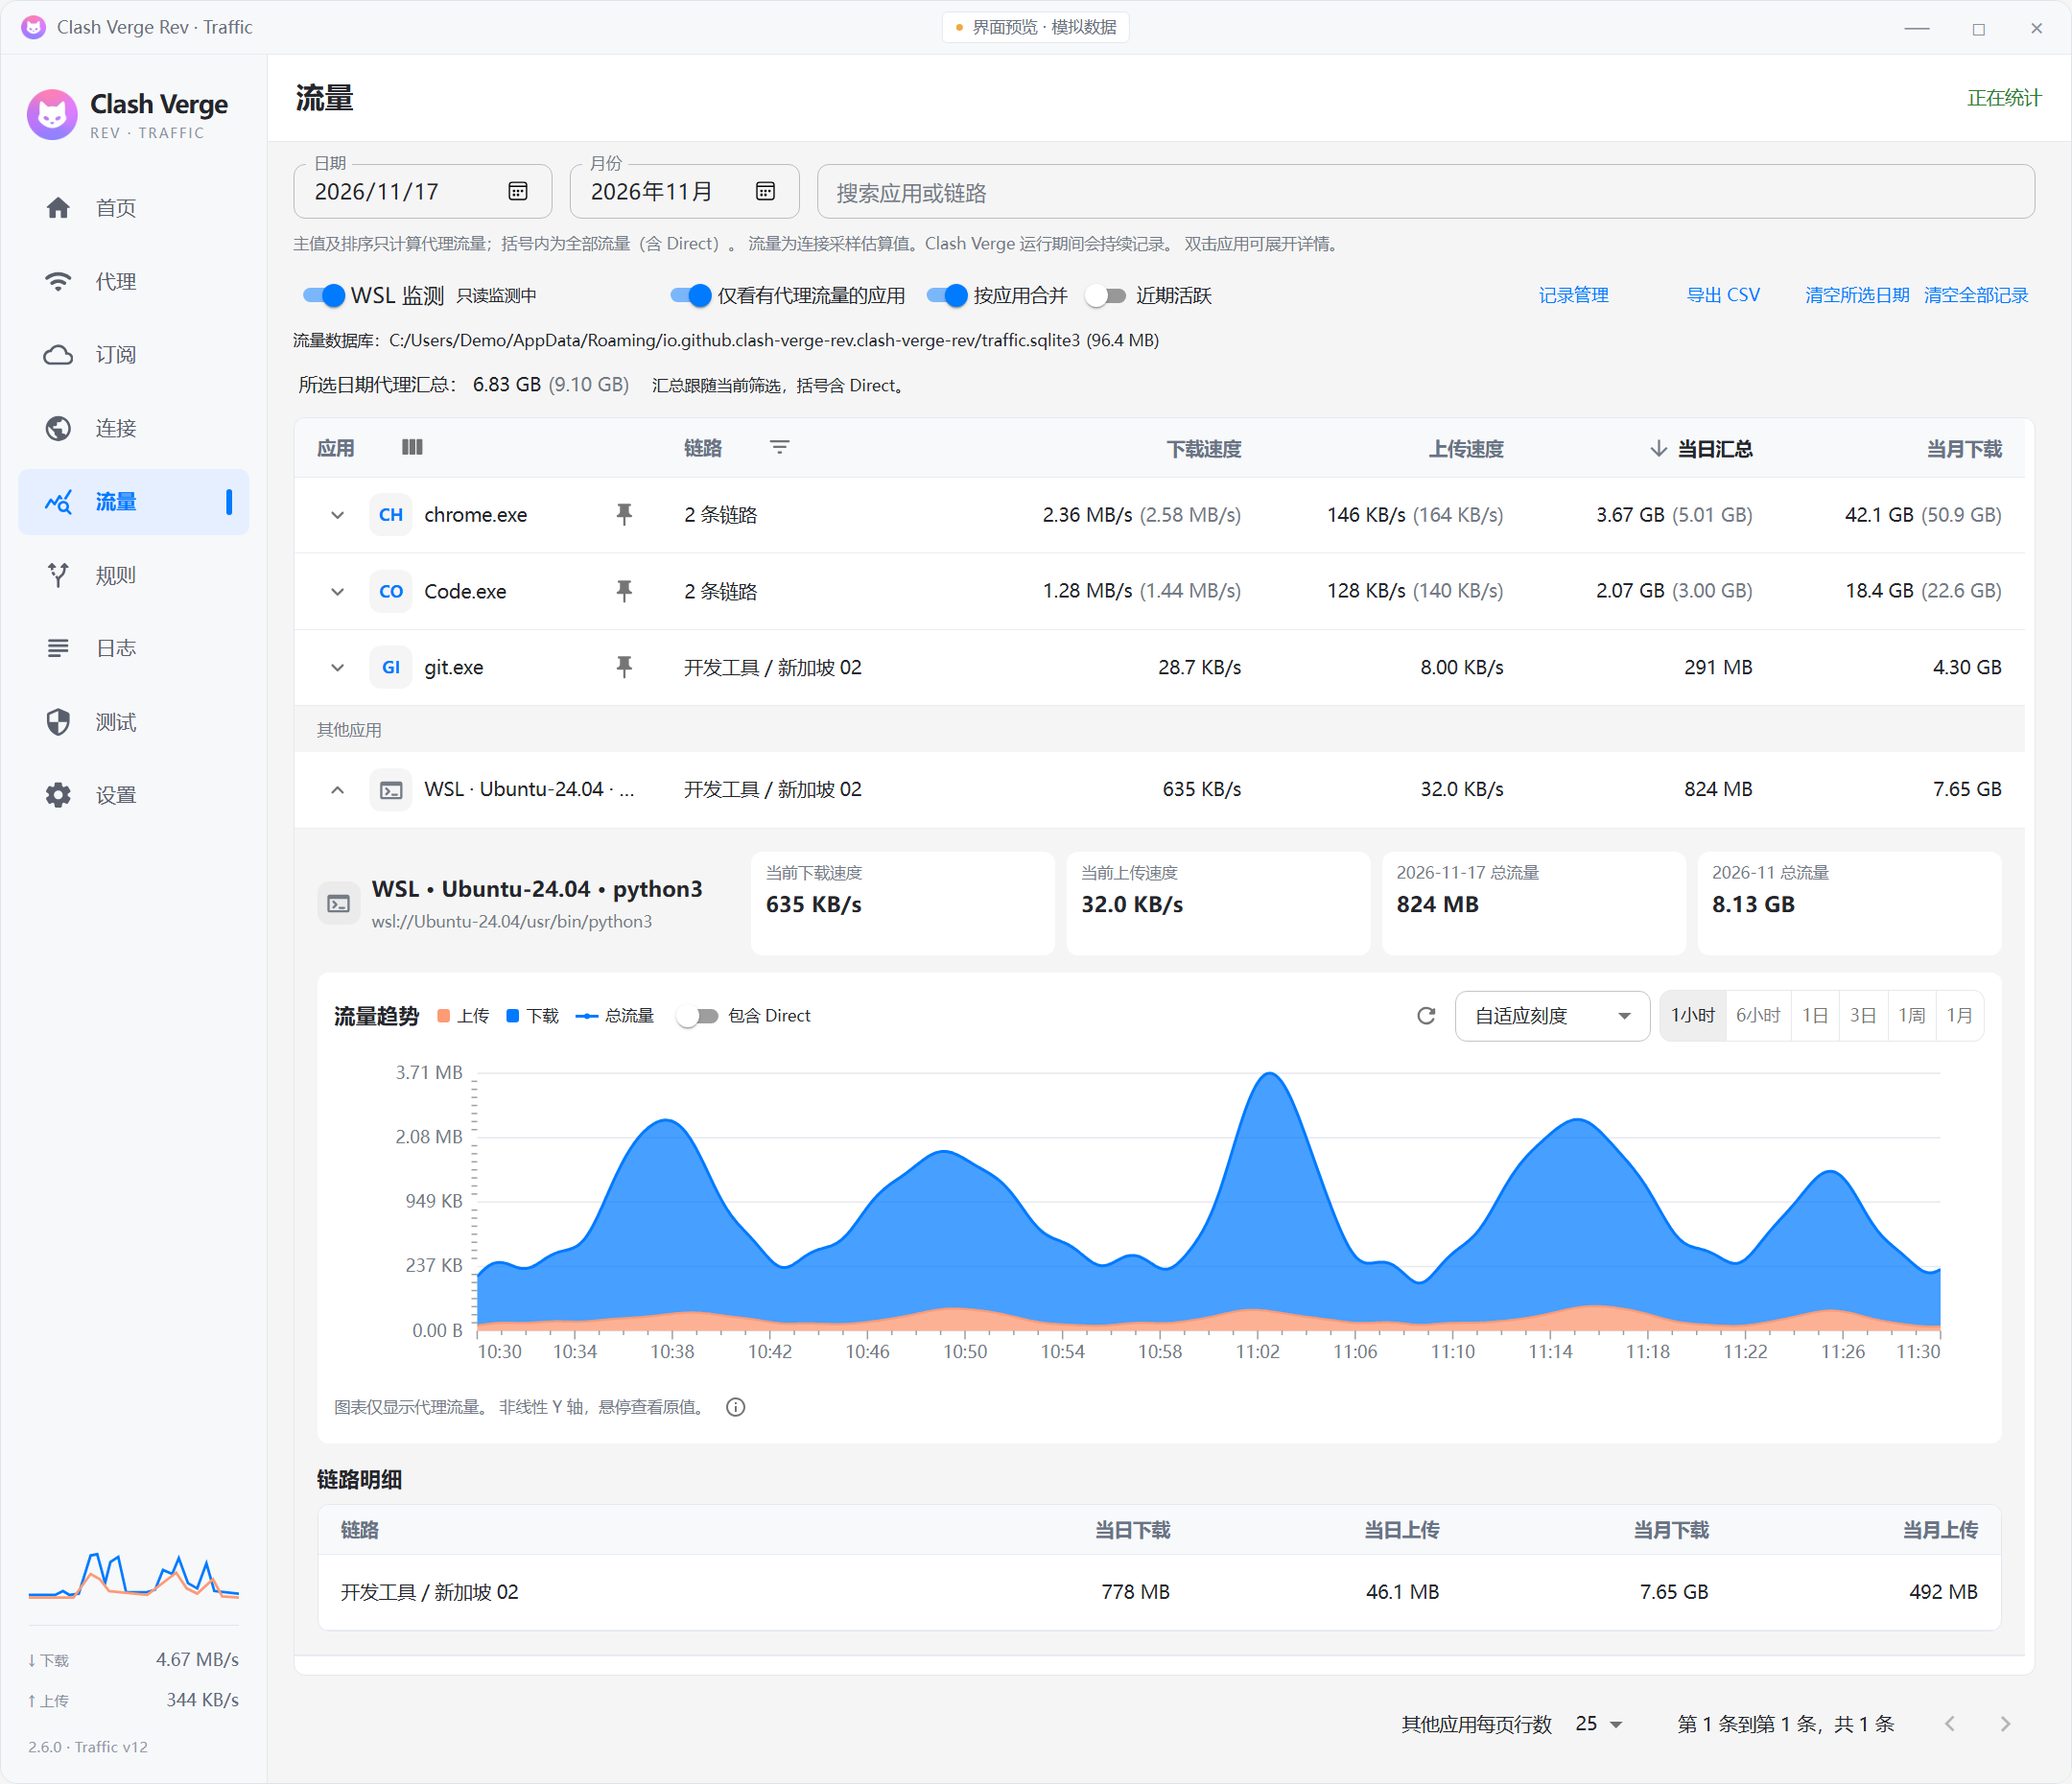 Clash Verge Rev · Traffic
界面预览 · 模拟数据
Clash Verge
REV · TRAFFIC
首页
代理
订阅
连接
流量
规则
日志
测试
设置
↓ 下载 4.67 MB/s
↑ 上传 344 KB/s
2.6.0 · Traffic v12
流量
正在统计
日期
2026/11/17
月份
2026年11月
搜索应用或链路
主值及排序只计算代理流量；括号内为全部流量（含 Direct）。 流量为连接采样估算值。Clash Verge 运行期间会持续记录。 双击应用可展开详情。
WSL 监测 只读监测中 仅看有代理流量的应用 按应用合并 近期活跃 记录管理 导出 CSV 清空所选日期 清空全部记录
流量数据库：C:/Users/Demo/AppData/Roaming/io.github.clash-verge-rev.clash-verge-rev/traffic.sqlite3 (96.4 MB)
所选日期代理汇总： 6.83 GB (9.10 GB) 汇总跟随当前筛选，括号含 Direct。
应用 链路 下载速度 上传速度 ↓ 当日汇总 当月下载
CH chrome.exe 2 条链路 2.36 MB/s (2.58 MB/s) 146 KB/s (164 KB/s) 3.67 GB (5.01 GB) 42.1 GB (50.9 GB)
CO Code.exe 2 条链路 1.28 MB/s (1.44 MB/s) 128 KB/s (140 KB/s) 2.07 GB (3.00 GB) 18.4 GB (22.6 GB)
GI git.exe 开发工具 / 新加坡 02 28.7 KB/s 8.00 KB/s 291 MB 4.30 GB
其他应用
WSL · Ubuntu-24.04 · ... 开发工具 / 新加坡 02 635 KB/s 32.0 KB/s 824 MB 7.65 GB
WSL • Ubuntu-24.04 • python3
wsl://Ubuntu-24.04/usr/bin/python3
当前下载速度
635 KB/s
当前上传速度
32.0 KB/s
2026-11-17 总流量
824 MB
2026-11 总流量
8.13 GB
流量趋势 上传 下载 总流量 包含 Direct 自适应刻度 1小时 6小时 1日 3日 1周 1月
3.71 MB
2.08 MB
949 KB
237 KB
0.00 B
10:30 10:34 10:38 10:42 10:46 10:50 10:54 10:58 11:02 11:06 11:10 11:14 11:18 11:22 11:26 11:30
图表仅显示代理流量。 非线性 Y 轴，悬停查看原值。
链路明细
链路 当日下载 当日上传 当月下载 当月上传
开发工具 / 新加坡 02 778 MB 46.1 MB 7.65 GB 492 MB
其他应用每页行数 25 第 1 条到第 1 条，共 1 条